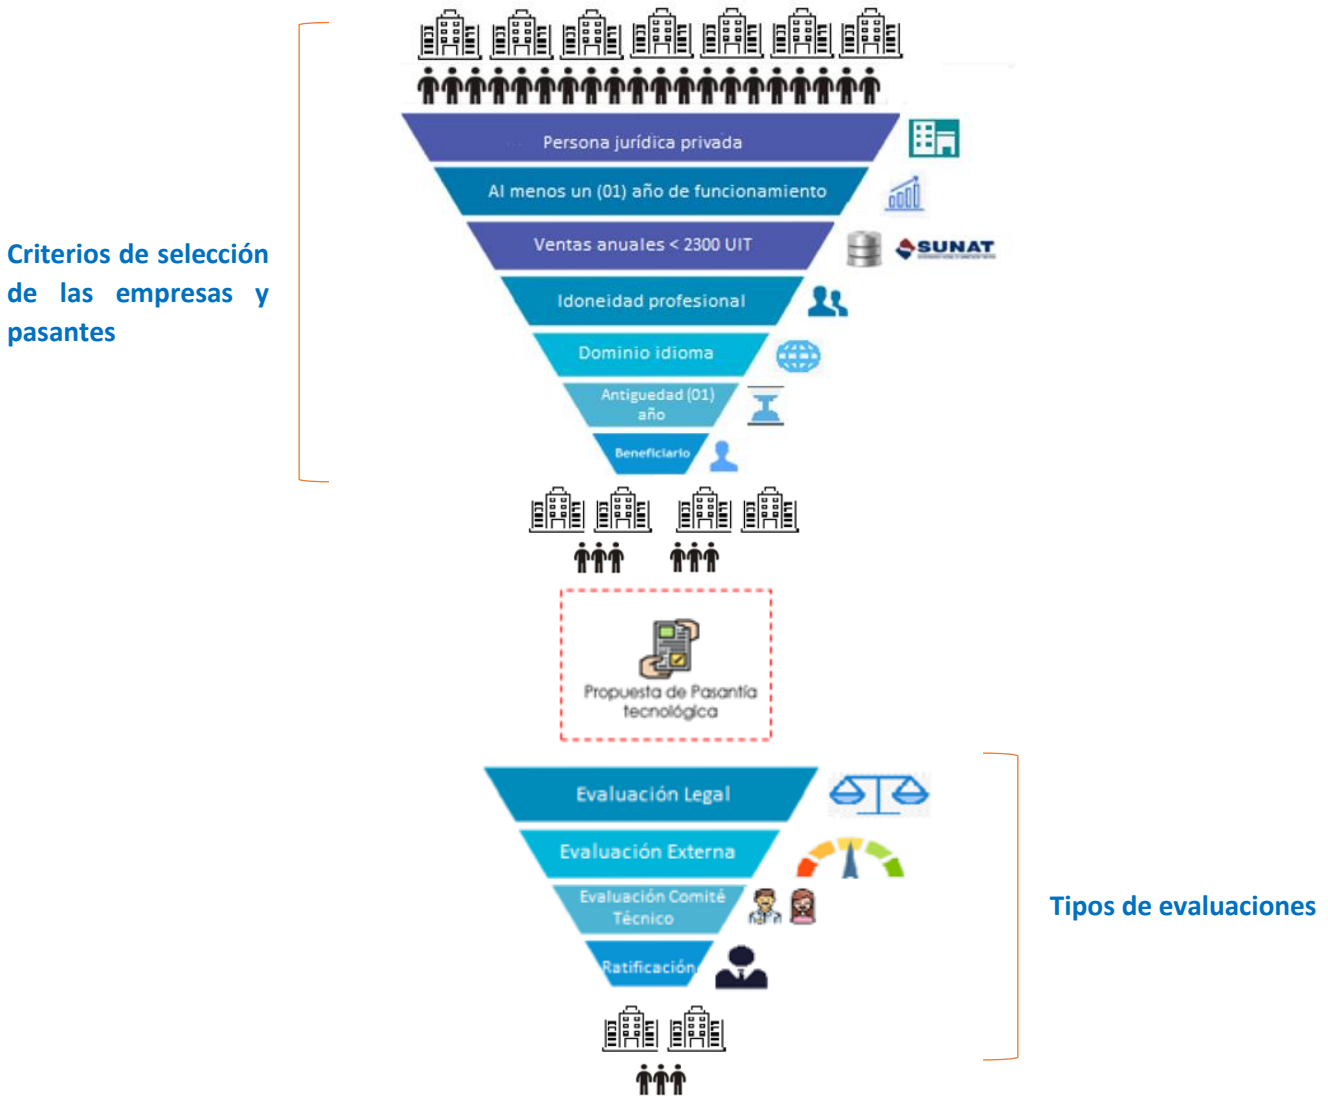 Persona jurídica privada
Al menos un (01) año de funcionamiento
Ventas anuales < 2300 UIT
SUNAT
Criterios de selección
de las empresas y
pasantes
Idoneidad profesional
Dominio idioma
Antiguedad (01)
año
Beneficiario
Propuesta de Pasantía
tecnológica
Evaluación Legal
Evaluación Externa
Evaluación Comité
Técnico
Tipos de evaluaciones
Ratificación